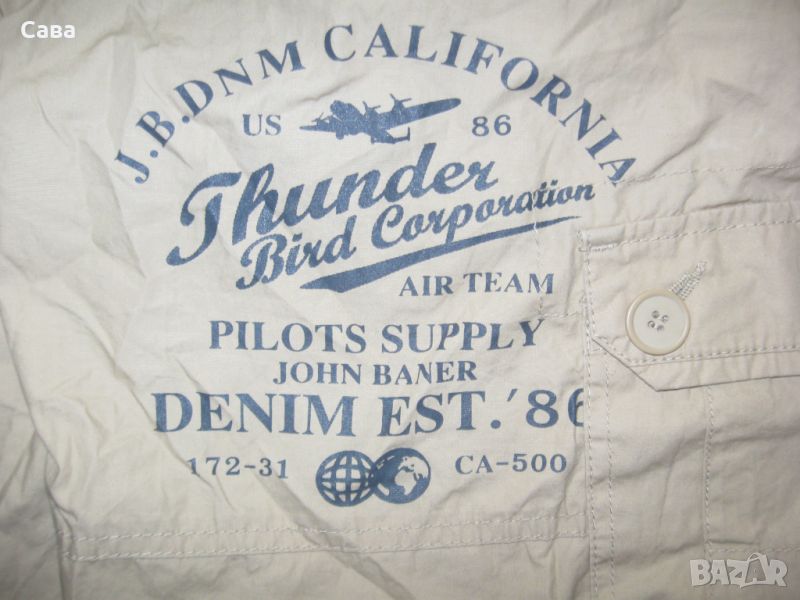 Сава
J.B.DNM CALIFORNIA
US 86
Thunder
Bird Corporation
AIR TEAM
PILOTS SUPPLY
JOHN BANER
DENIM EST.'86
172-31 CA-500
BAZAR